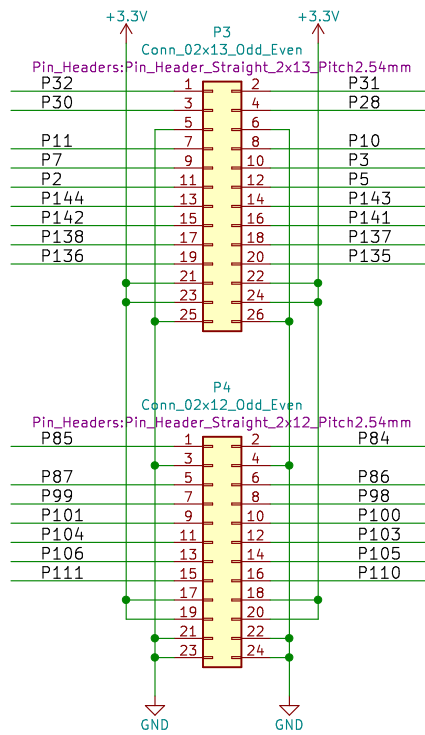 +3.3V +3.3V
P3
Conn_02x13_Odd_Even
Pin_Headers:Pin_Header_Straight_2x13_Pitch2.54mm
P32 1 2 P31
P30 3 4 P28
5 6
P11 7 8 P10
P7 9 10 P3
P2 11 12 P5
P144 13 14 P143
P142 15 16 P141
P138 17 18 P137
P136 19 20 P135
21 22
23 24
25 26
P4
Conn_02x12_Odd_Even
Pin_Headers:Pin_Header_Straight_2x12_Pitch2.54mm
P85 1 2 P84
3 4
P87 5 6 P86
P99 7 8 P98
P101 9 10 P100
P104 11 12 P103
P106 13 14 P105
P111 15 16 P110
17 18
19 20
21 22
23 24
GND GND